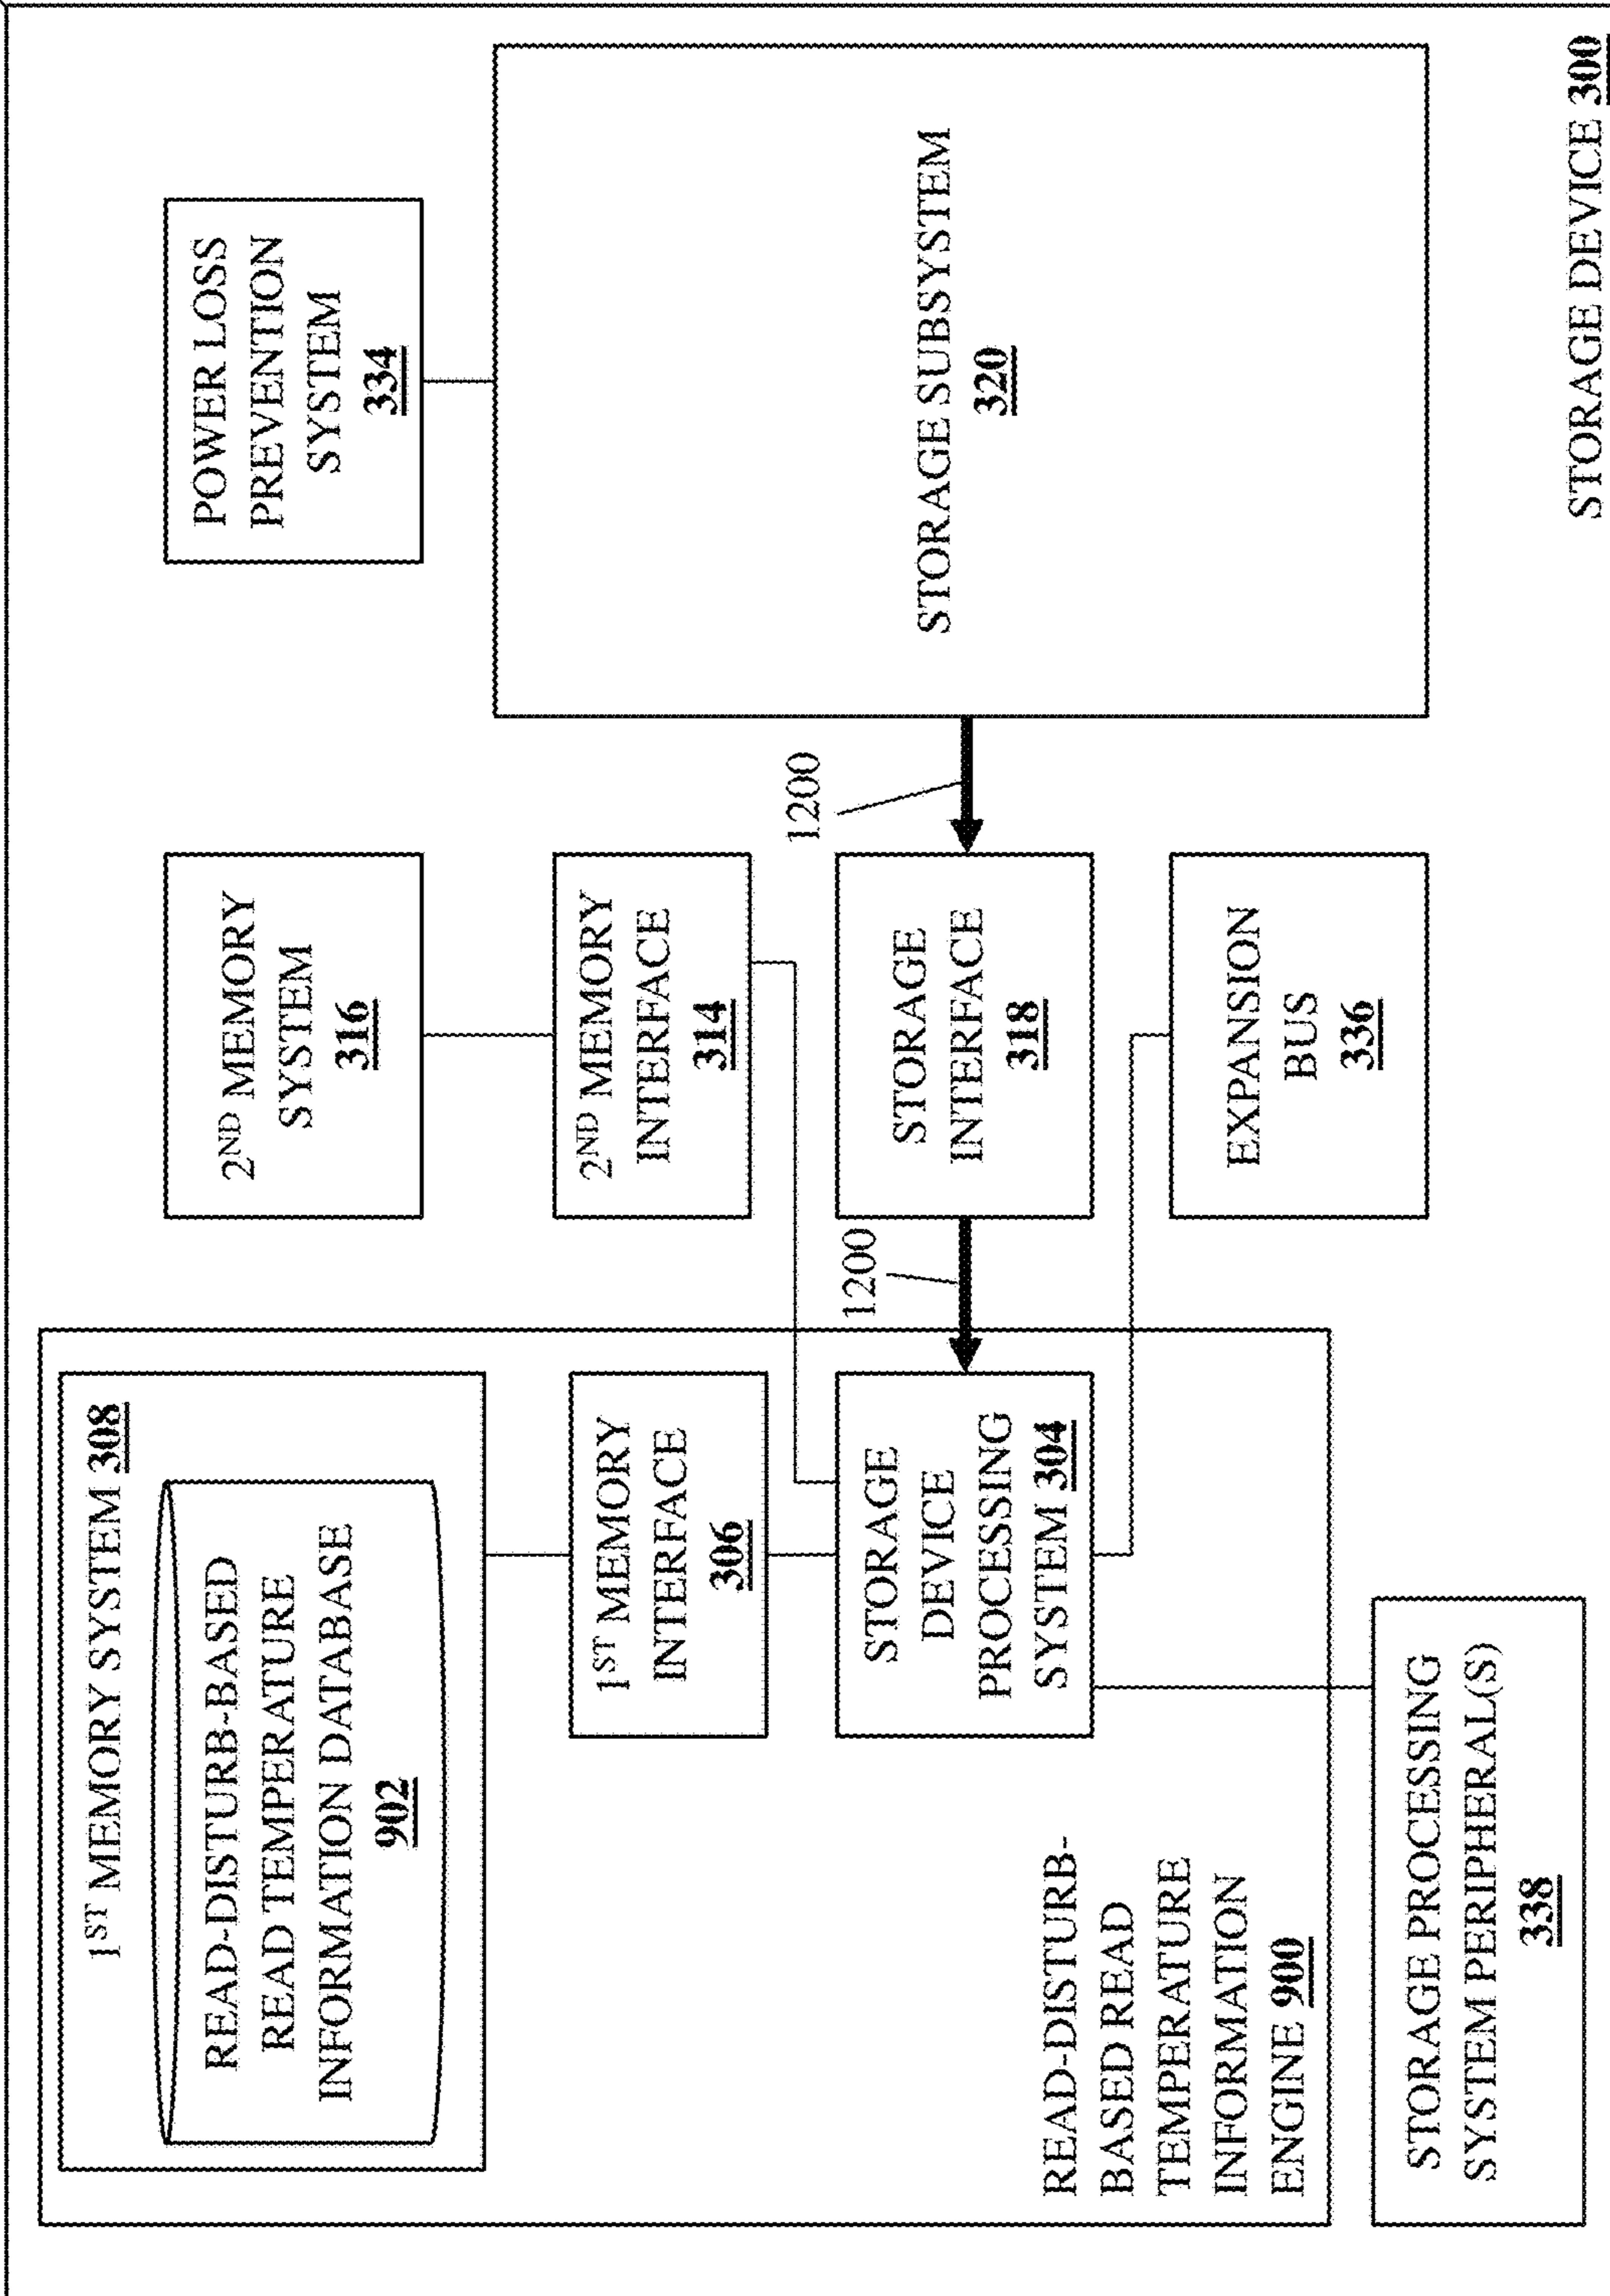 1ST MEMORY SYSTEM 308
READ-DISTURB-BASED
READ TEMPERATURE
INFORMATION DATABASE
902
1ST MEMORY
INTERFACE
306
STORAGE
DEVICE
PROCESSING
SYSTEM 304
READ-DISTURB-
BASED READ
TEMPERATURE
INFORMATION
ENGINE 900
STORAGE PROCESSING
SYSTEM PERIPHERAL(S)
338
2ND MEMORY
SYSTEM
316
2ND MEMORY
INTERFACE
314
1200
STORAGE
INTERFACE
318
1200
EXPANSION
BUS
336
POWER LOSS
PREVENTION
SYSTEM
334
STORAGE SUBSYSTEM
320
STORAGE DEVICE 300